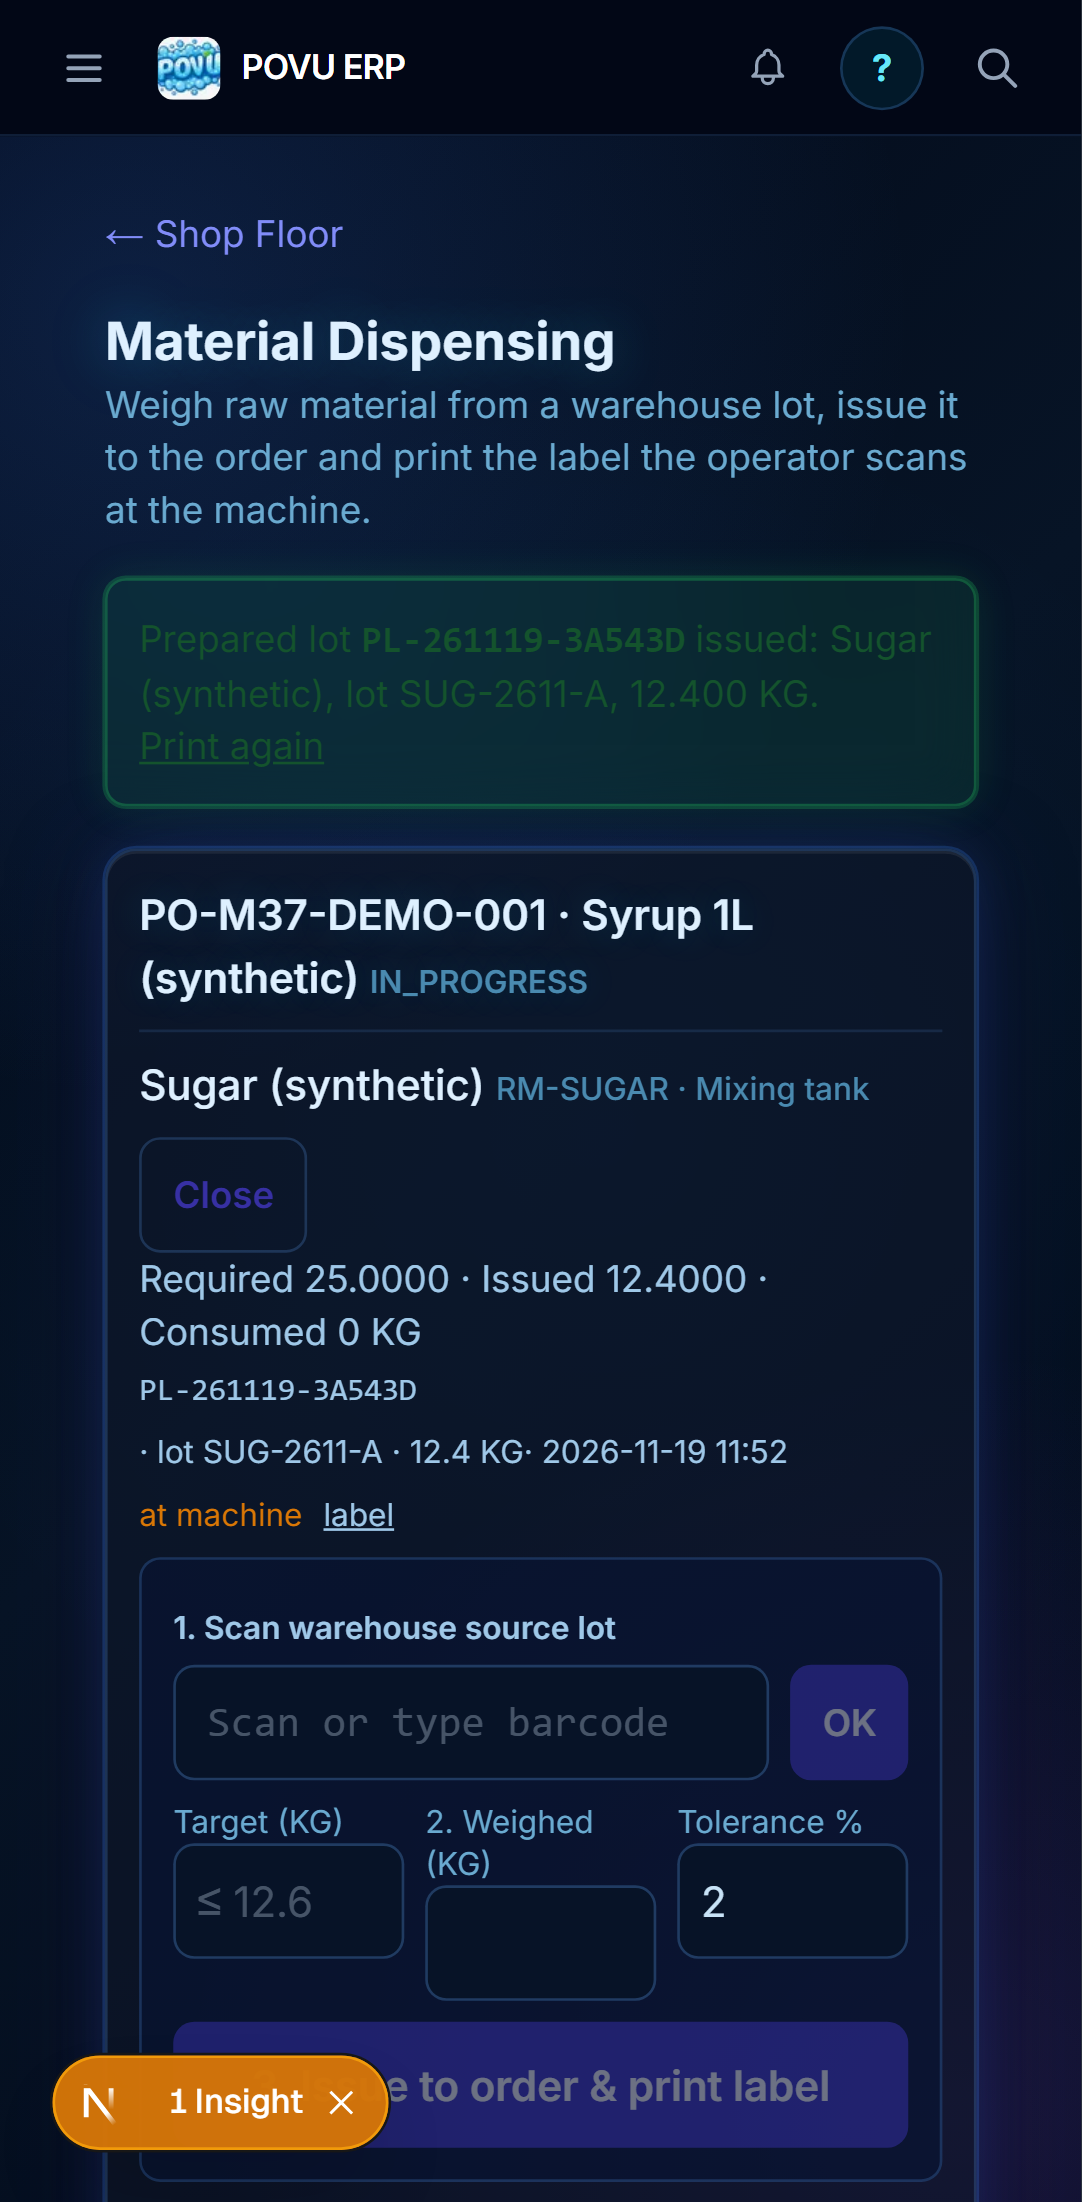 POVU
POVU ERP
?
← Shop Floor
Material Dispensing
Weigh raw material from a warehouse lot, issue it
to the order and print the label the operator scans
at the machine.
Prepared lot PL-261119-3A543D issued: Sugar
(synthetic), lot SUG-2611-A, 12.400 KG.
Print again
PO-M37-DEMO-001 · Syrup 1L
(synthetic) IN_PROGRESS
Sugar (synthetic) RM-SUGAR · Mixing tank
Close
Required 25.0000 · Issued 12.4000 ·
Consumed 0 KG
PL-261119-3A543D
· lot SUG-2611-A · 12.4 KG· 2026-11-19 11:52
at machine label
1. Scan warehouse source lot
Scan or type barcode OK
Target (KG) 2. Weighed (KG) Tolerance %
≤ 12.6 2
3. Issue to order & print label
N 1 Insight ×